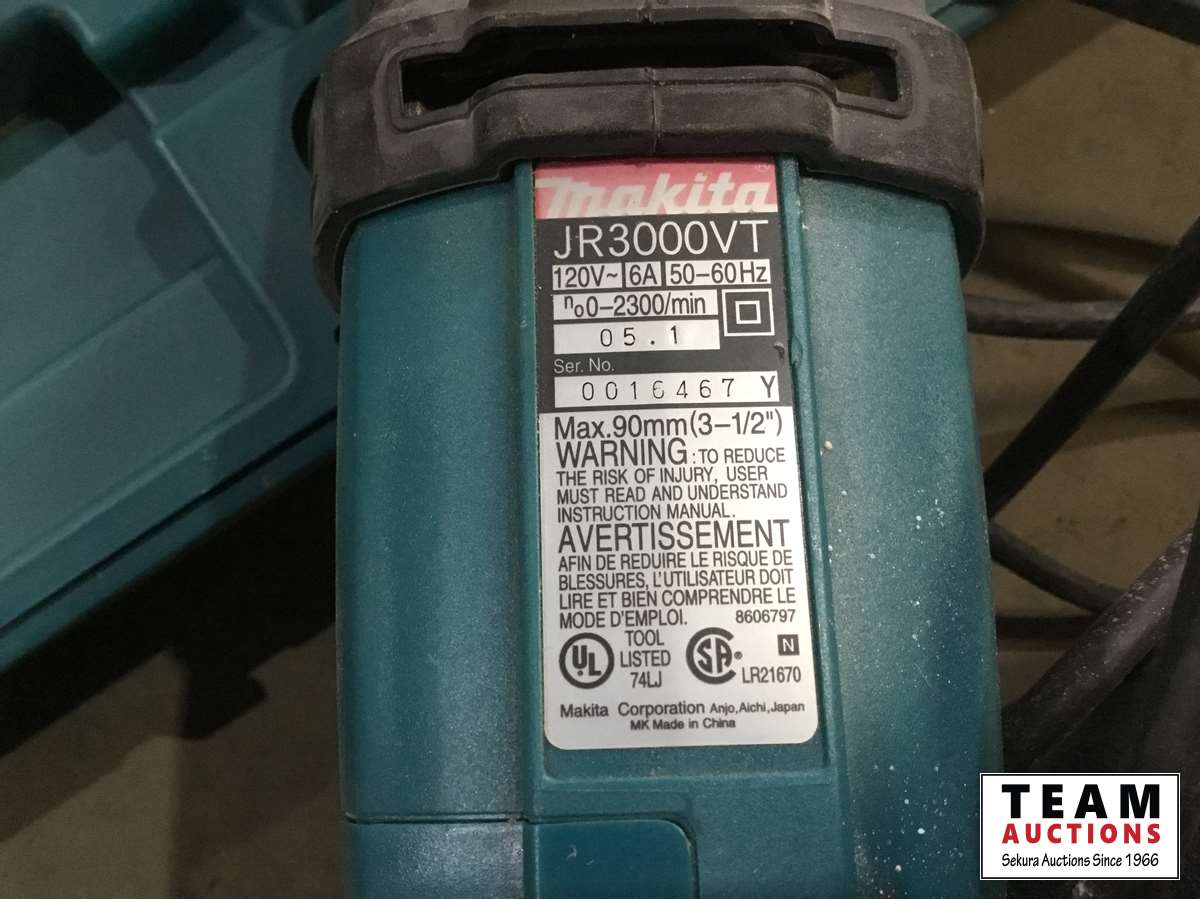 makita®
JR3000VT
120V~ 6A 50-60Hz
no0-2300/min
05.1
Ser. No.
0016467 Y
Max.90mm(3-1/2")
WARNING : TO REDUCE
THE RISK OF INJURY, USER
MUST READ AND UNDERSTAND
INSTRUCTION MANUAL.
AVERTISSEMENT
AFIN DE REDUIRE LE RISQUE DE
BLESSURES, L'UTILISATEUR DOIT
LIRE ET BIEN COMPRENDRE LE
MODE D'EMPLOI. 8606797
UL TOOL LISTED 74LJ SA® N LR21670
Makita Corporation Anjo,Aichi,Japan
MK Made in China
TEAM
AUCTIONS
Sekura Auctions Since 1966